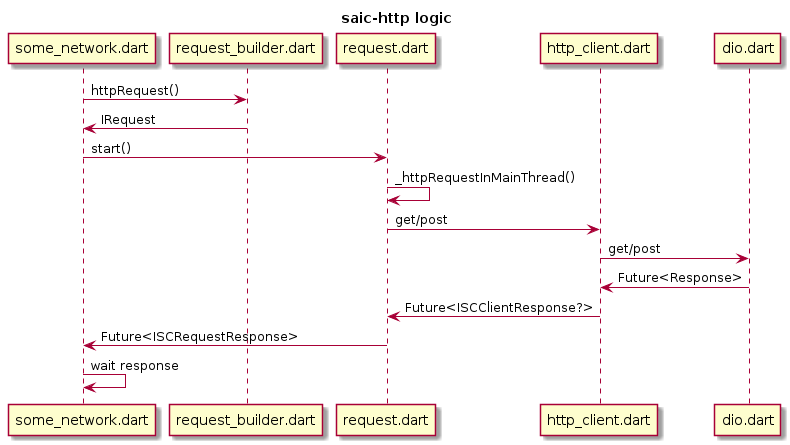 saic-http logic
some_network.dart request_builder.dart request.dart http_client.dart dio.dart
httpRequest()
IRequest
start()
_httpRequestInMainThread()
get/post
get/post
Future<Response>
Future<ISCClientResponse?>
Future<ISCRequestResponse>
wait response
some_network.dart request_builder.dart request.dart http_client.dart dio.dart